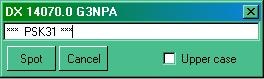 DX 14070.0 G3NPA
*** PSK31 ***
Spot Cancel Upper case